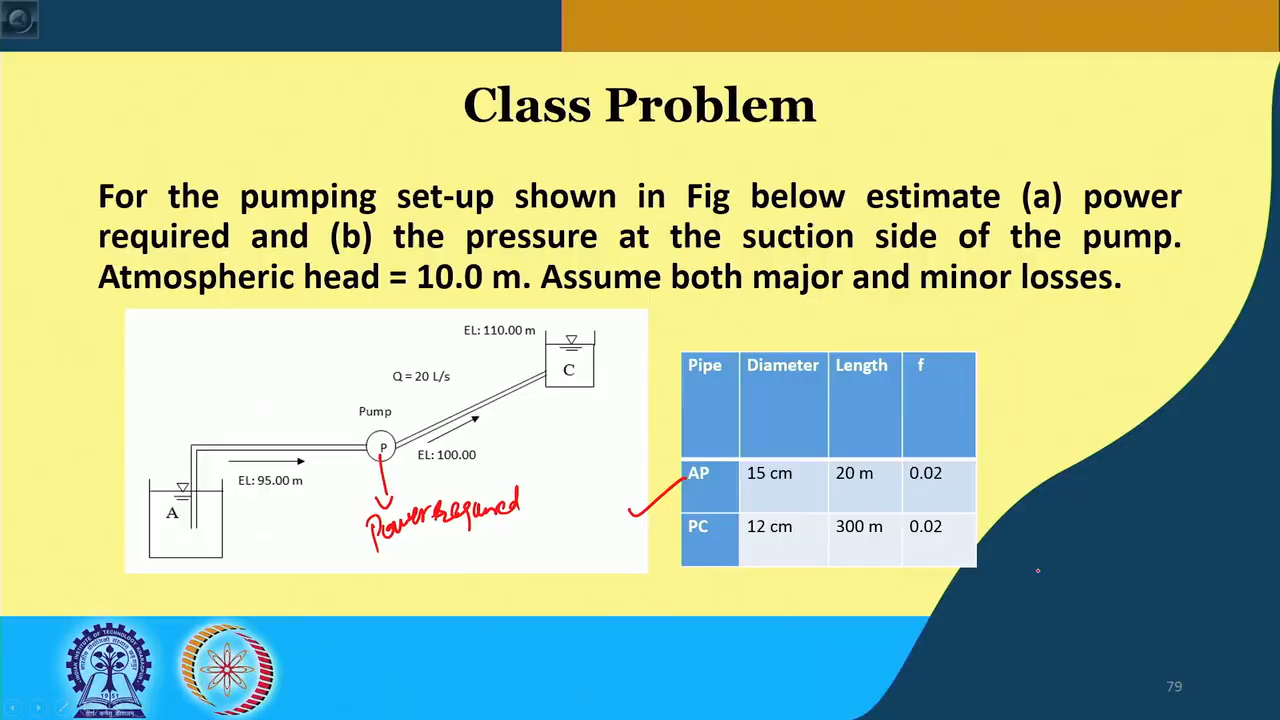 Class Problem
For the pumping set-up shown in Fig below estimate (a) power
required and (b) the pressure at the suction side of the pump.
Atmospheric head = 10.0 m. Assume both major and minor losses.
EL: 110.00 m
C
Q = 20 L/s
Pump
P
EL: 100.00
EL: 95.00 m
A
Power required
Pipe Diameter Length f
AP 15 cm 20 m 0.02
PC 12 cm 300 m 0.02
1951
79